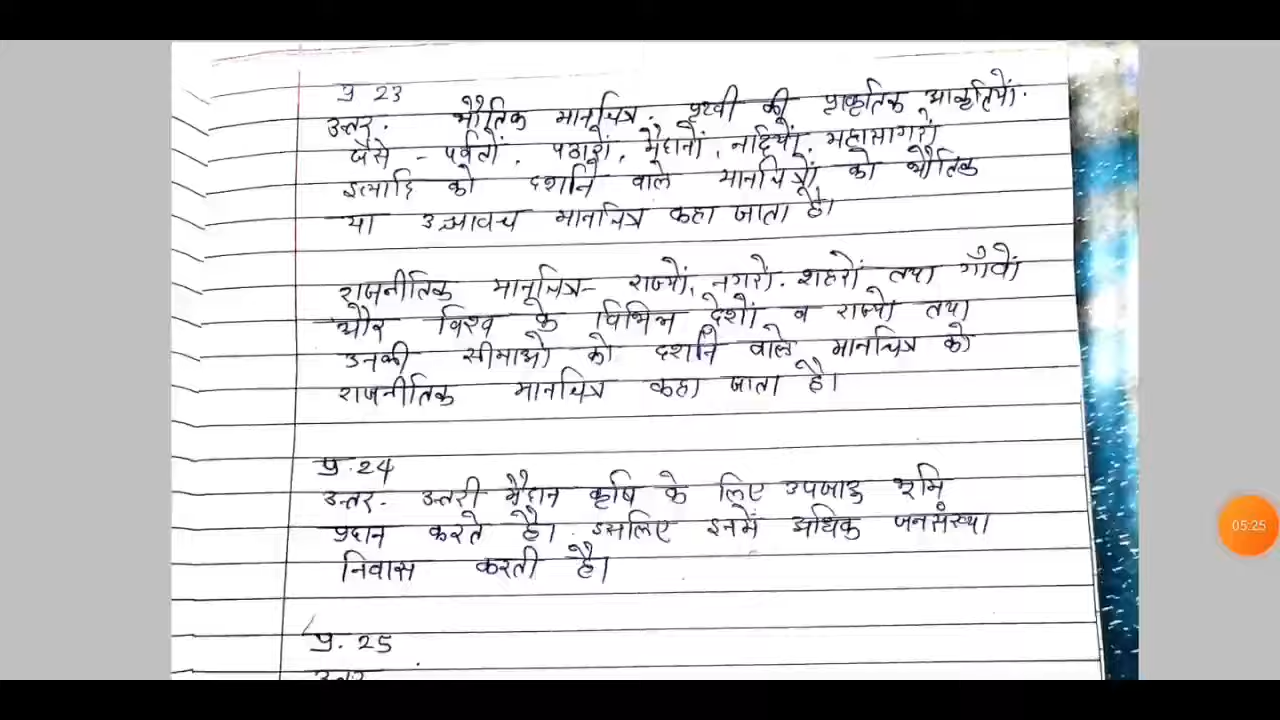 प्र 23
उत्तर. भौतिक मानचित्र. पृथ्वी की प्राकृतिक आकृतियों.
जैसे - पर्वतों, पठारों, मैदानों, नदियों, महासागरों
इत्यादि को दर्शाने वाले मानचित्रों को भौतिक
या उच्चावच मानचित्र कहा जाता है।
राजनीतिक मानचित्र- राज्यों, नगरों. शहरों तथा गाँवों
और विश्व के विभिन्न देशों व राज्यो तथा
उनकी सीमाओ को दर्शाने वाले मानचित्र को
राजनीतिक मानचित्र कहा जाता है।
प्र. 24
उत्तर- उत्तरी मैदान कृषि के लिए उपजाऊ भूमि
प्रदान करते है। इसलिए इनमें अधिक जनसंख्या
निवास करती है।
प्र. 25
उत्तर
05:25